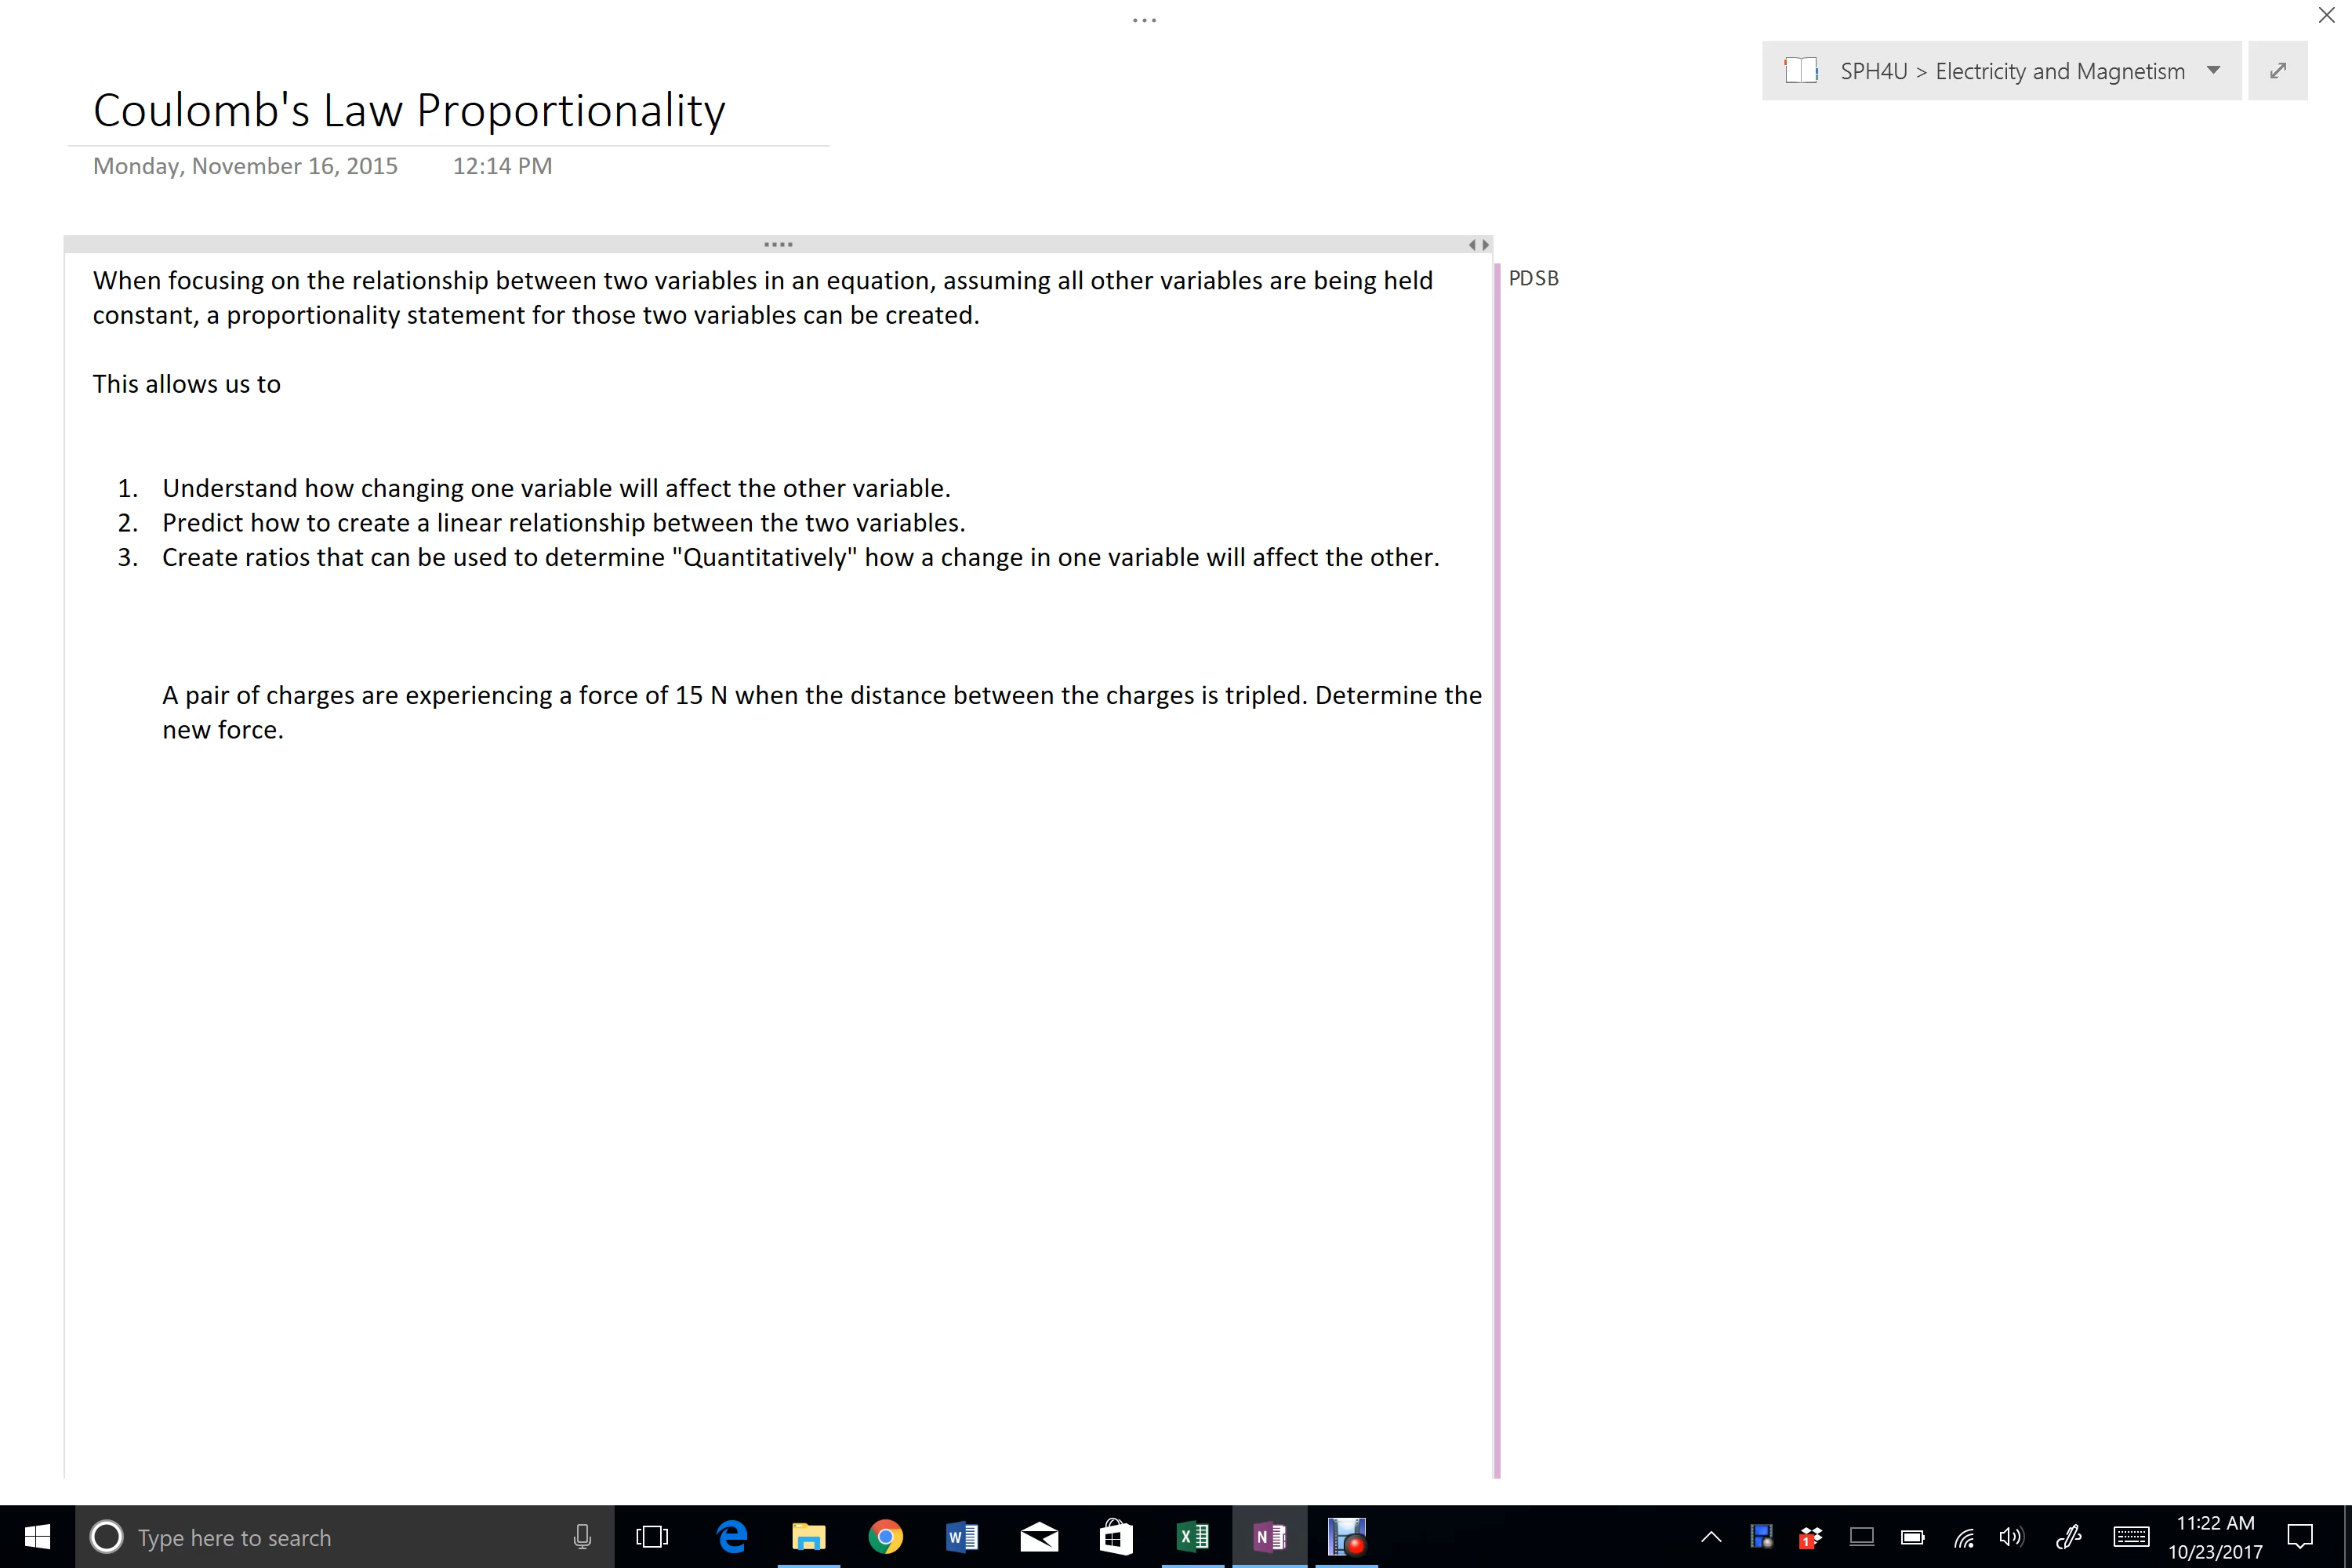 SPH4U > Electricity and Magnetism
Coulomb's Law Proportionality
Monday, November 16, 2015 12:14 PM
When focusing on the relationship between two variables in an equation, assuming all other variables are being held
constant, a proportionality statement for those two variables can be created.
PDSB
This allows us to
1. Understand how changing one variable will affect the other variable.
2. Predict how to create a linear relationship between the two variables.
3. Create ratios that can be used to determine "Quantitatively" how a change in one variable will affect the other.
A pair of charges are experiencing a force of 15 N when the distance between the charges is tripled. Determine the
new force.
Type here to search
11:22 AM
10/23/2017